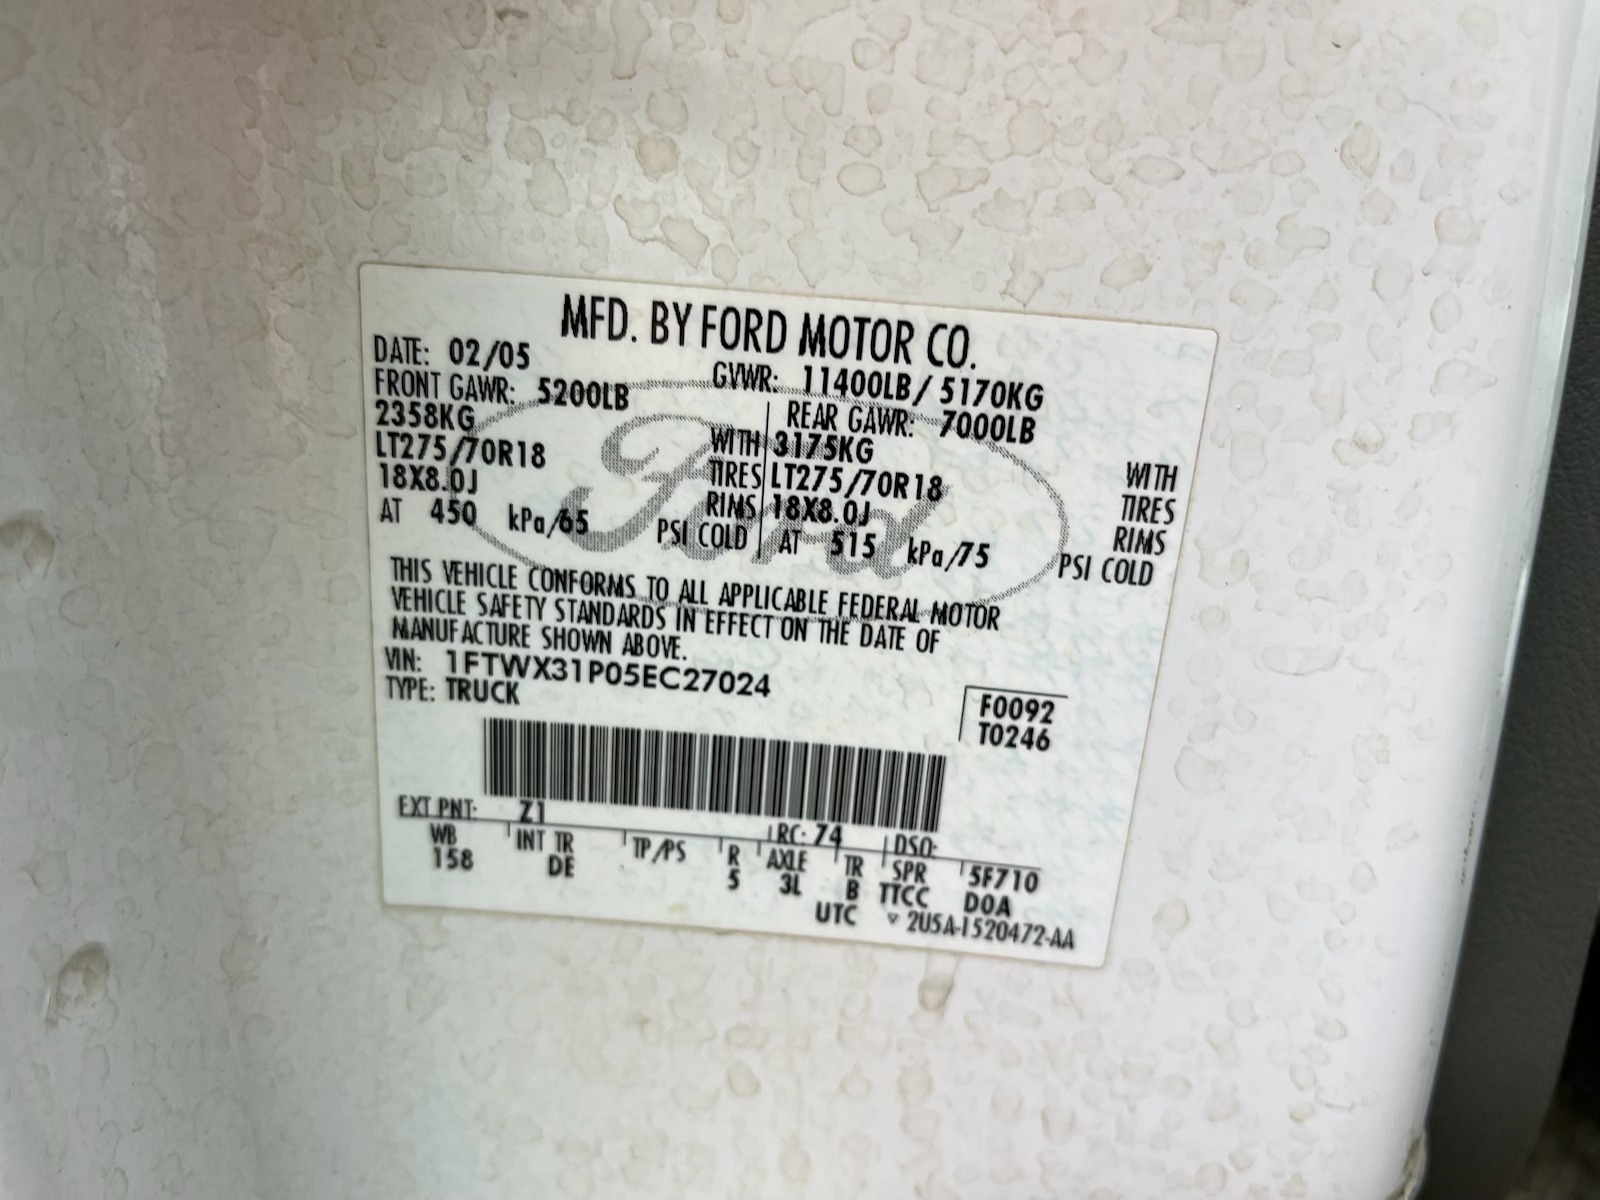 MFD. BY FORD MOTOR CO.
DATE: 02/05 GVWR: 11400LB/ 5170KG
FRONT GAWR: 5200LB REAR GAWR: 7000LB
2358KG WITH 3175KG WITH
LT275/70R18 TIRES LT275/70R18 TIRES
18X8.0J RIMS 18X8.0J RIMS
AT 450 kPa/65 PSI COLD AT 515 kPa/75 PSI COLD
Ford
THIS VEHICLE CONFORMS TO ALL APPLICABLE FEDERAL MOTOR
VEHICLE SAFETY STANDARDS IN EFFECT ON THE DATE OF
MANUFACTURE SHOWN ABOVE.
VIN: 1FTWX31P05EC27024
TYPE: TRUCK
F0092
T0246
EXT PNT: Z1 RC: 74 DSO:
WB INT TR TP/PS R AXLE TR SPR 5F710
158 DE 5 3L B TTCC D0A
UTC ▽ 2U5A-1520472-AA